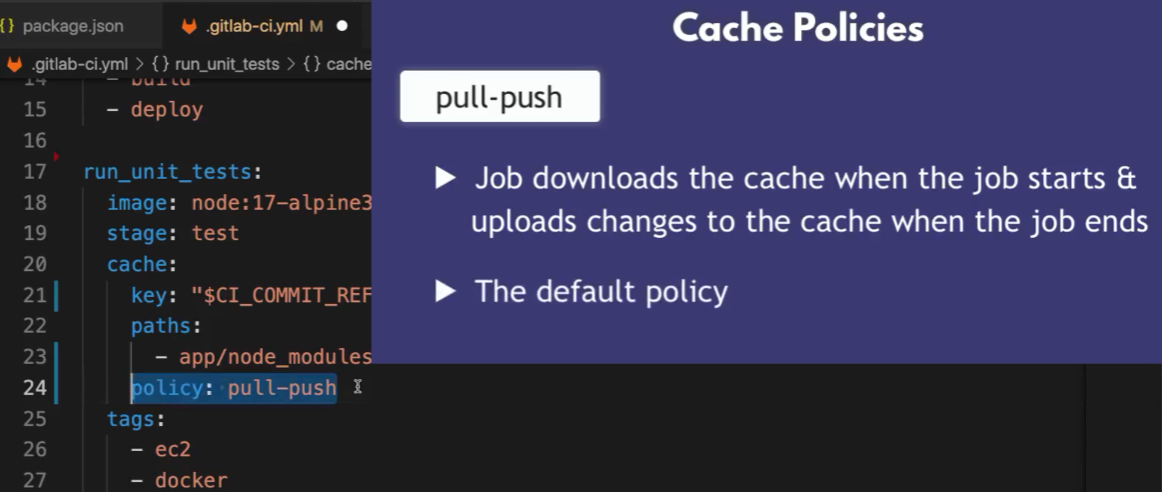 {} package.json
.gitlab-ci.yml M ●
.gitlab-ci.yml > {} run_unit_tests > {} cache
14 - build
15 - deploy
16
17 run_unit_tests:
18 image: node:17-alpine3
19 stage: test
20 cache:
21 key: "$CI_COMMIT_REF
22 paths:
23 - app/node_modules
24 policy: pull-push
25 tags:
26 - ec2
27 - docker
Cache Policies
pull-push
▶ Job downloads the cache when the job starts &
uploads changes to the cache when the job ends
▶ The default policy